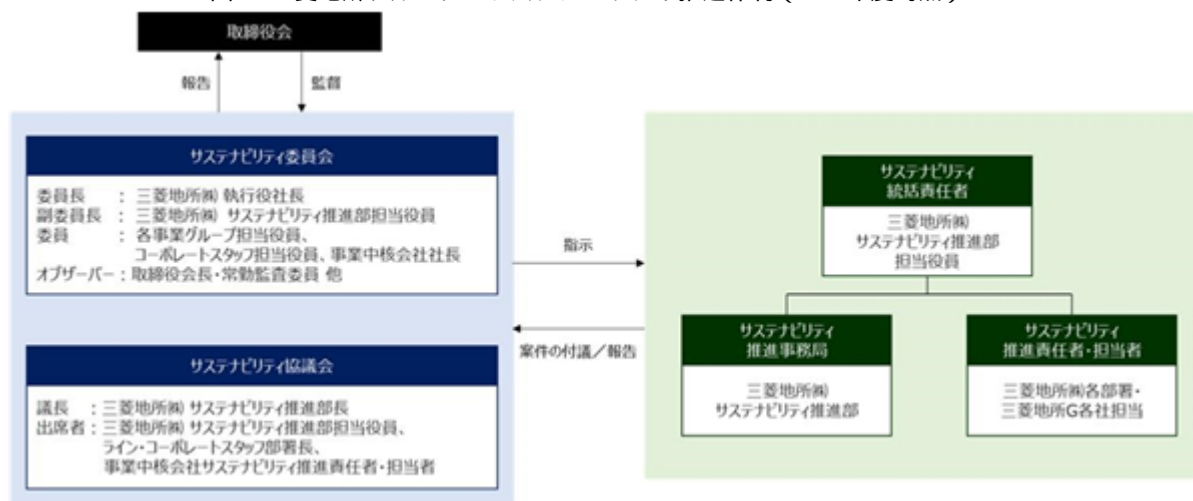 取締役会
報告
監督
サステナビリティ委員会
委員長 : 三菱地所㈱ 執行役社長
副委員長 : 三菱地所㈱ サステナビリティ推進部担当役員
委員 : 各事業グループ担当役員、
コーポレートスタッフ担当役員、事業中核会社社長
オブザーバー : 取締役会長・常勤監査委員 他
サステナビリティ協議会
議長 : 三菱地所㈱ サステナビリティ推進部長
出席者 : 三菱地所㈱ サステナビリティ推進部担当役員、
ライン・コーポレートスタッフ部署長、
事業中核会社サステナビリティ推進責任者・担当者
指示
案件の付議／報告
サステナビリティ
統括責任者
三菱地所㈱
サステナビリティ推進部
担当役員
サステナビリティ
推進事務局
三菱地所㈱
サステナビリティ推進部
サステナビリティ
推進責任者・担当者
三菱地所㈱各部署・
三菱地所G各社担当